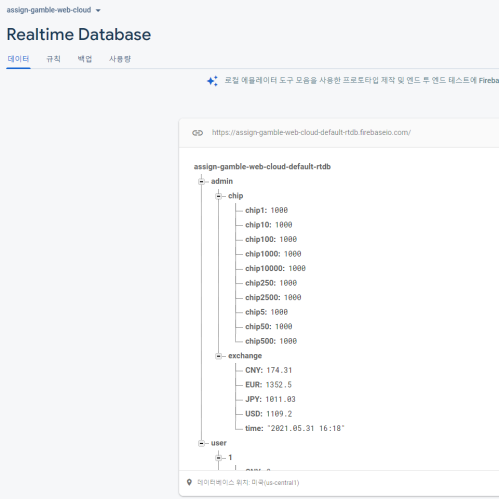 assign-gamble-web-cloud
Realtime Database
데이터 규칙 백업 사용량
로컬 에뮬레이터 도구 모음을 사용한 프로토타입 제작 및 엔드 투 엔드 테스트에 Fireba
https://assign-gamble-web-cloud-default-rtdb.firebaseio.com/
assign-gamble-web-cloud-default-rtdb
admin
chip
chip1: 1000
chip10: 1000
chip100: 1000
chip1000: 1000
chip10000: 1000
chip250: 1000
chip2500: 1000
chip5: 1000
chip50: 1000
chip500: 1000
exchange
CNY: 174.31
EUR: 1352.5
JPY: 1011.03
USD: 1109.2
time: "2021.05.31 16:18"
user
1
데이터베이스 위치: 미국(us-central1)